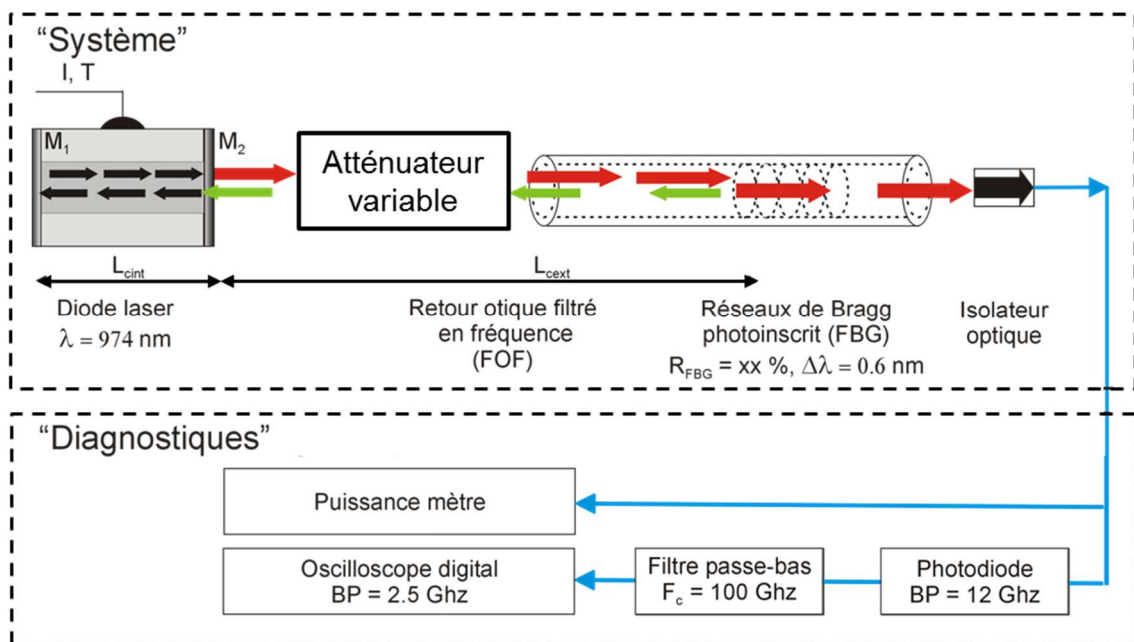 “Système”
I, T
M1
M2
Atténuateur
variable
Lcint
Lcext
Diode laser
λ = 974 nm
Retour otique filtré
en fréquence
(FOF)
Réseaux de Bragg
photoinscrit (FBG)
RFBG = xx %, Δλ = 0.6 nm
Isolateur
optique
“Diagnostiques”
Puissance mètre
Oscilloscope digital
BP = 2.5 Ghz
Filtre passe-bas
Fc = 100 Ghz
Photodiode
BP = 12 Ghz